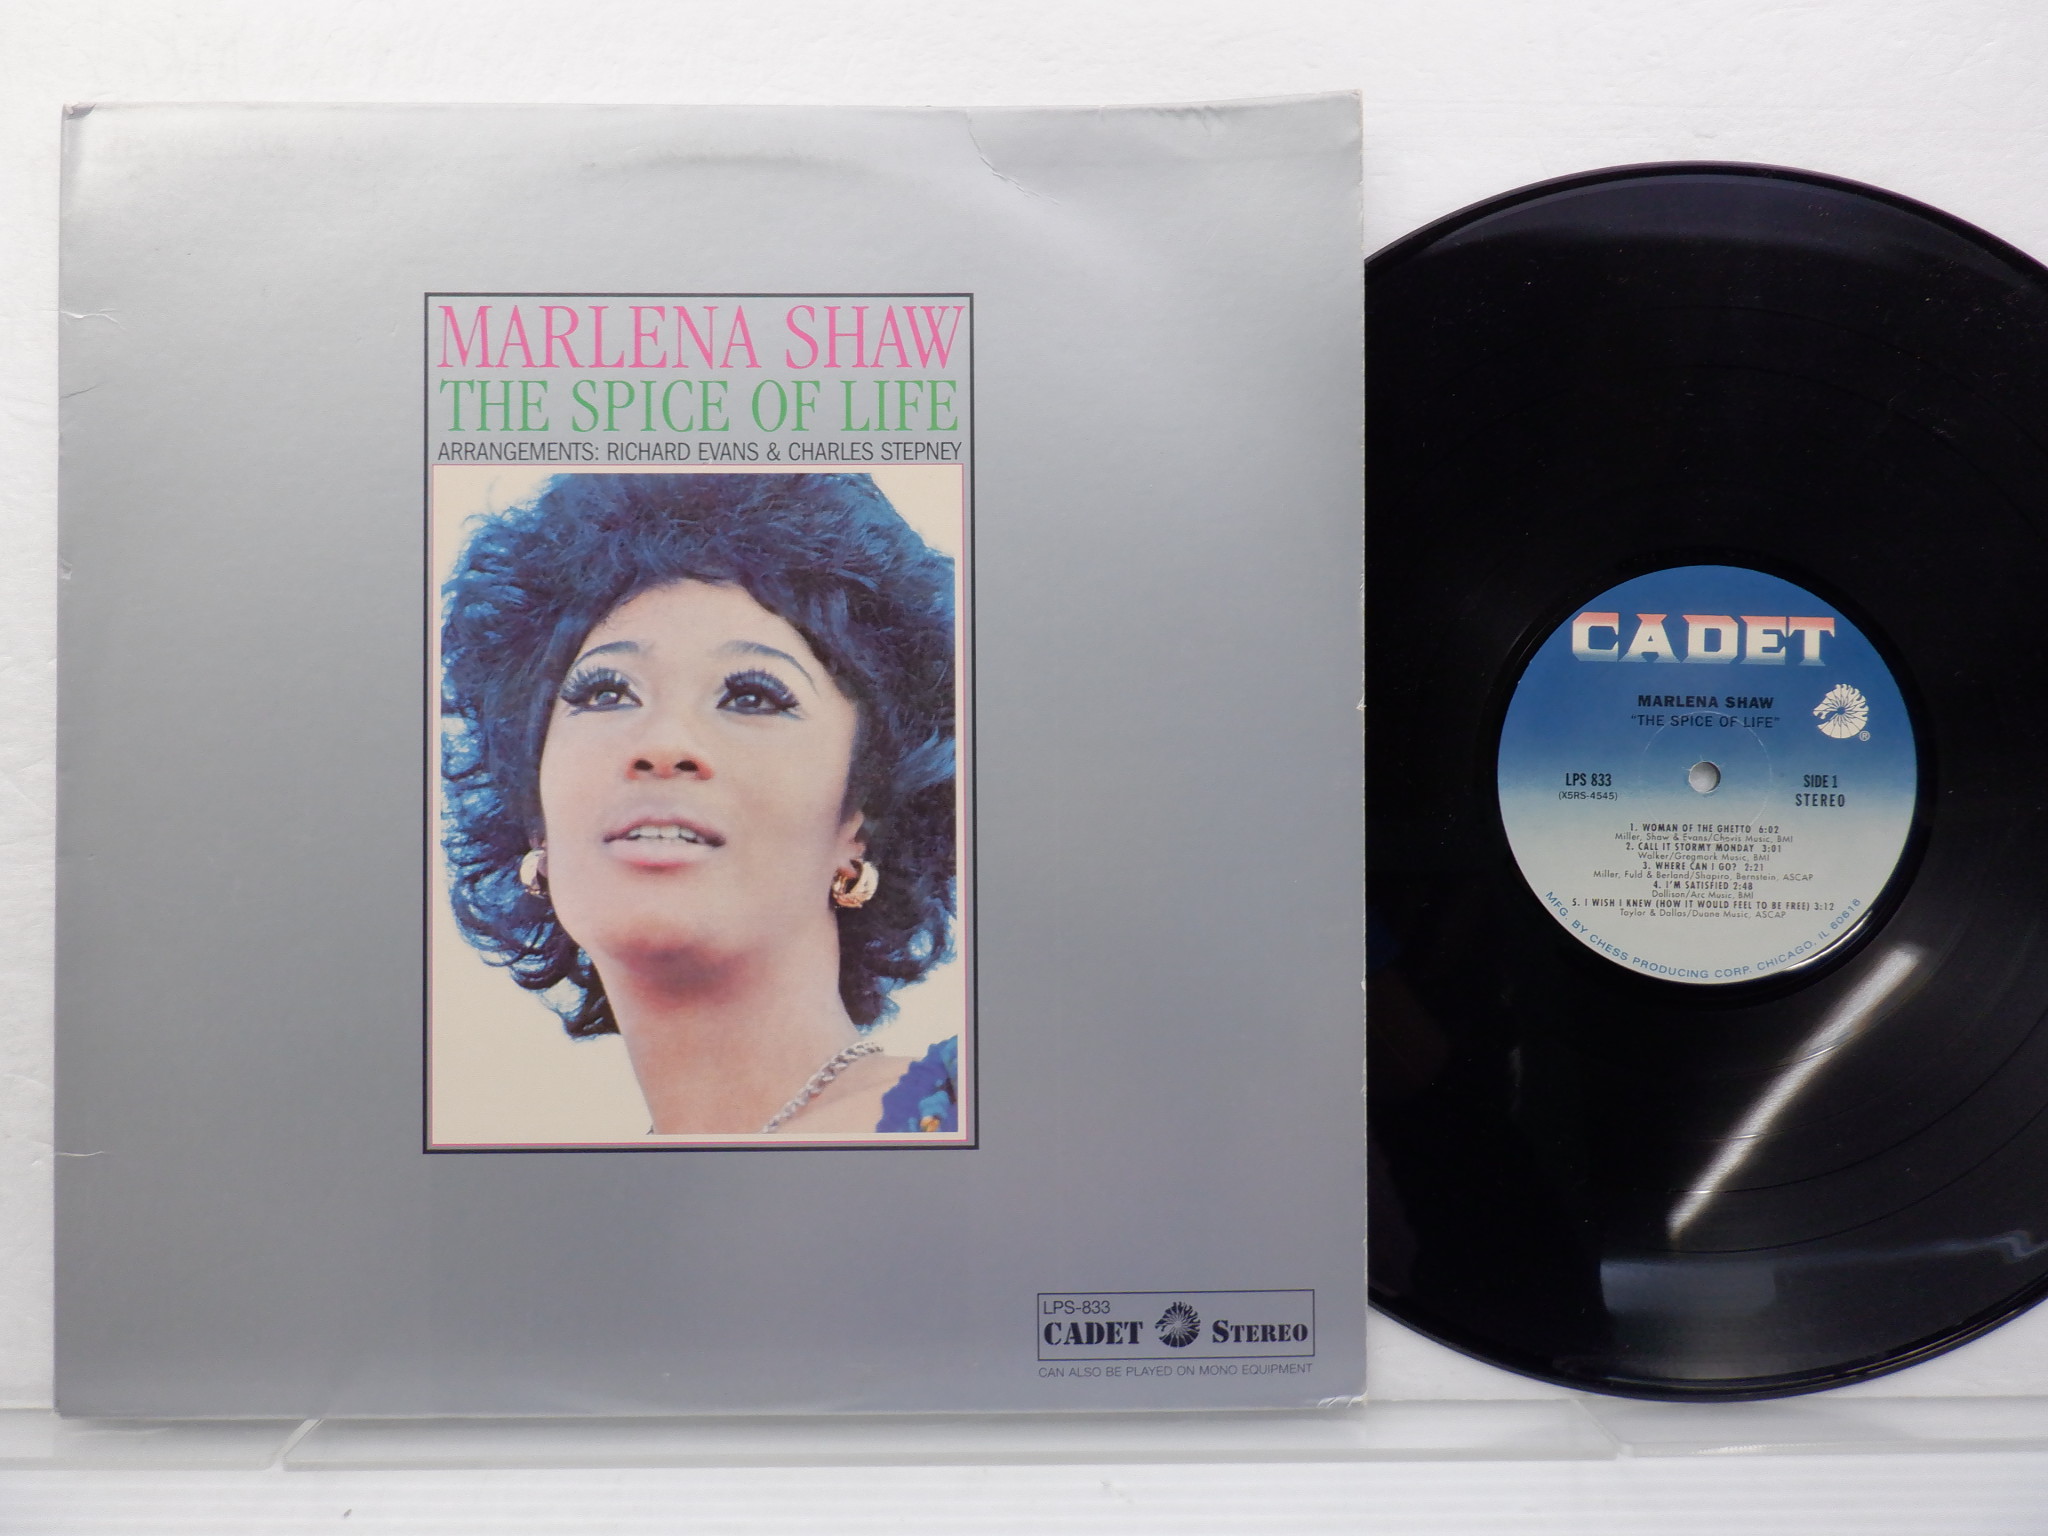 MARLENA SHAW
THE SPICE OF LIFE
ARRANGEMENTS: RICHARD EVANS & CHARLES STEPNEY
LPS-833
CADET STEREO
CAN ALSO BE PLAYED ON MONO EQUIPMENT
CADET
MARLENA SHAW
"THE SPICE OF LIFE"
®
LPS 833
(X5RS-4545)
SIDE 1
STEREO
1. WOMAN OF THE GHETTO 6:02
Miller, Shaw & Evans/Chevis Music, BMI
2. CALL IT STORMY MONDAY 3:01
Walker/Gregmork Music, BMI
3. WHERE CAN I GO? 2:21
Miller, Fuld & Berland/Shapiro, Bernstein, ASCAP
4. I'M SATISFIED 2:48
Dollison/Arc Music, BMI
5. I WISH I KNEW (HOW IT WOULD FEEL TO BE FREE) 3:12
Taylor & Dallas/Duane Music, ASCAP
MFG. BY CHESS PRODUCING CORP. CHICAGO, IL 60616